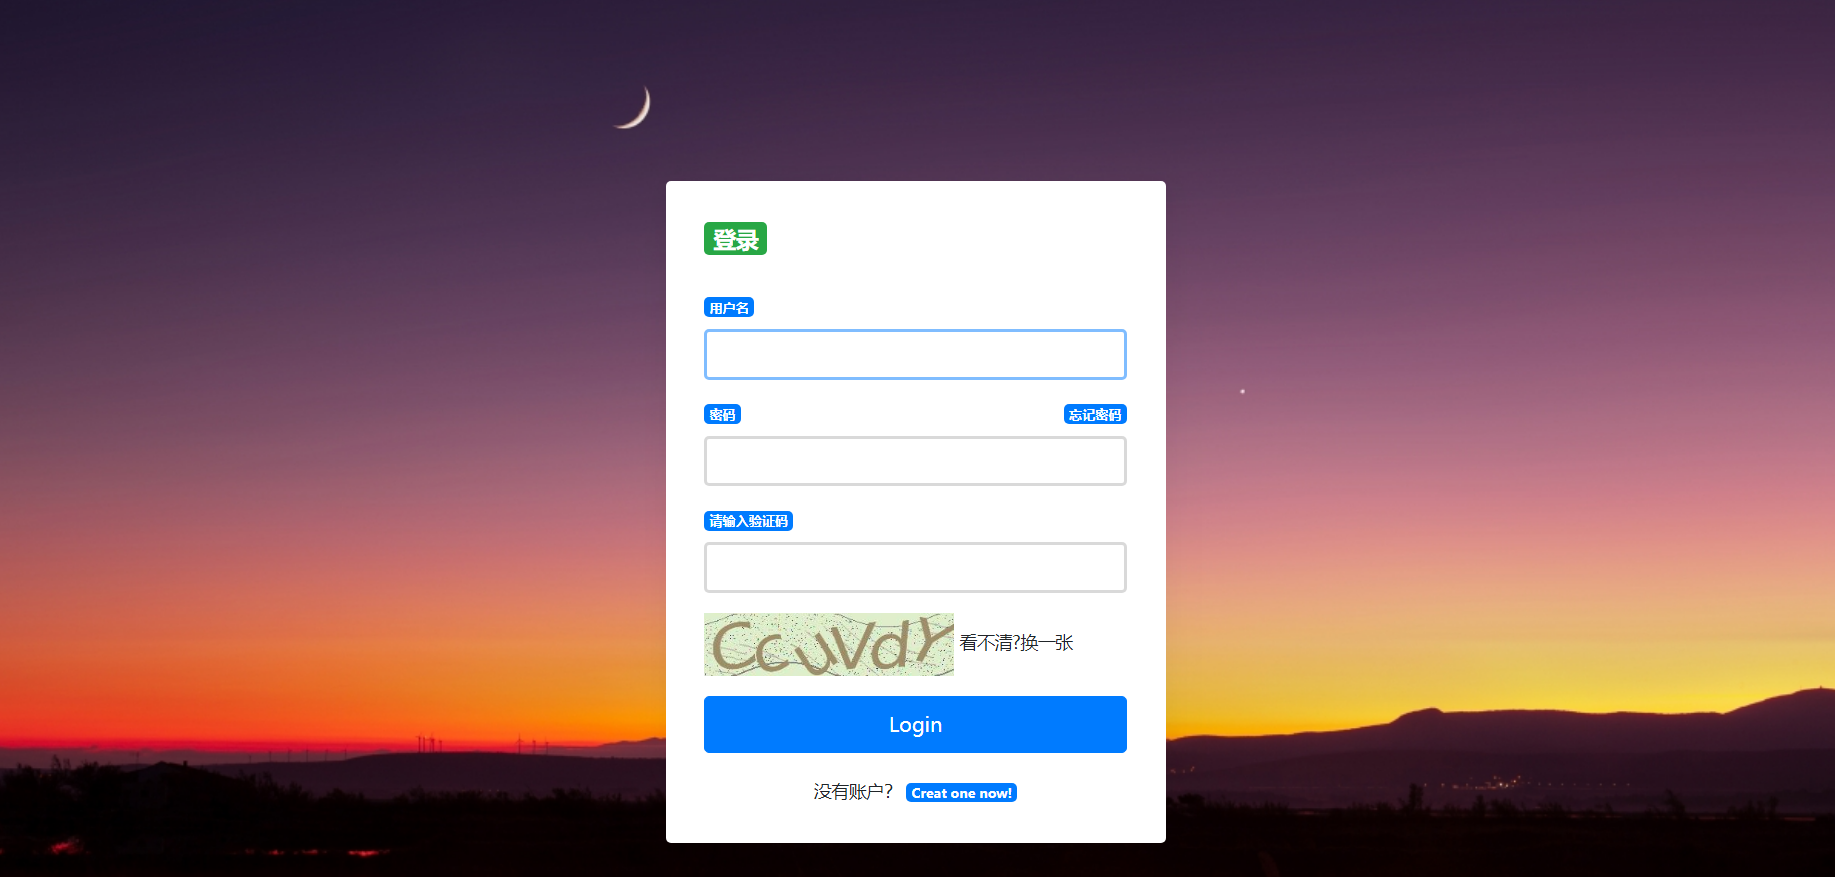 登录
用户名
密码 忘记密码
请输入验证码
CcuVdY 看不清?换一张
Login
没有账户? Creat one now!